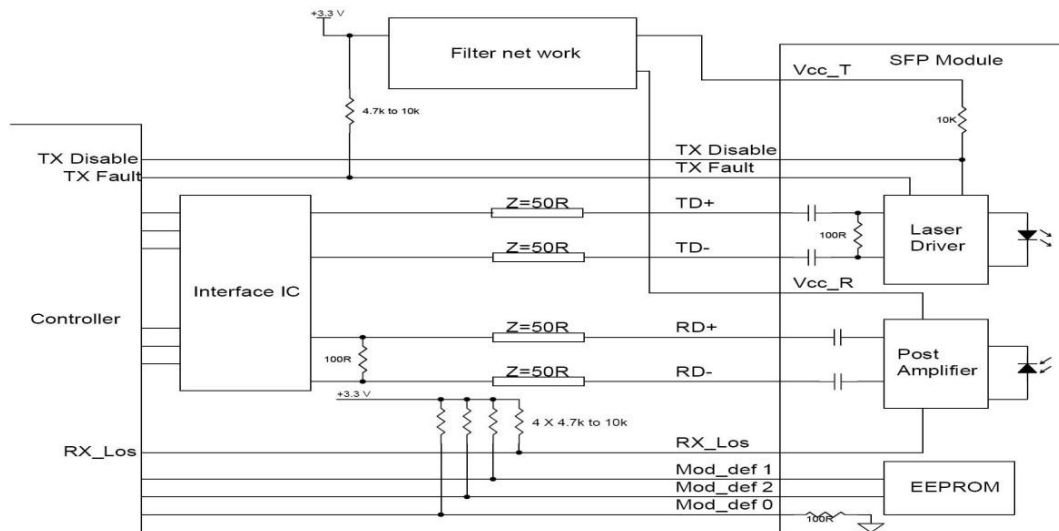 +3.3 V
Filter net work
SFP Module
Vcc_T
4.7k to 10k
10K
TX Disable
TX Disable
TX Fault
TX Fault
Z=50R
TD+
100R
Laser
Driver
Z=50R
TD-
Interface IC
Vcc_R
Controller
Z=50R
RD+
100R
Post
Amplifier
Z=50R
RD-
+3.3 V
4 X 4.7k to 10k
RX_Los
RX_Los
Mod_def 1
EEPROM
Mod_def 2
Mod_def 0
100R